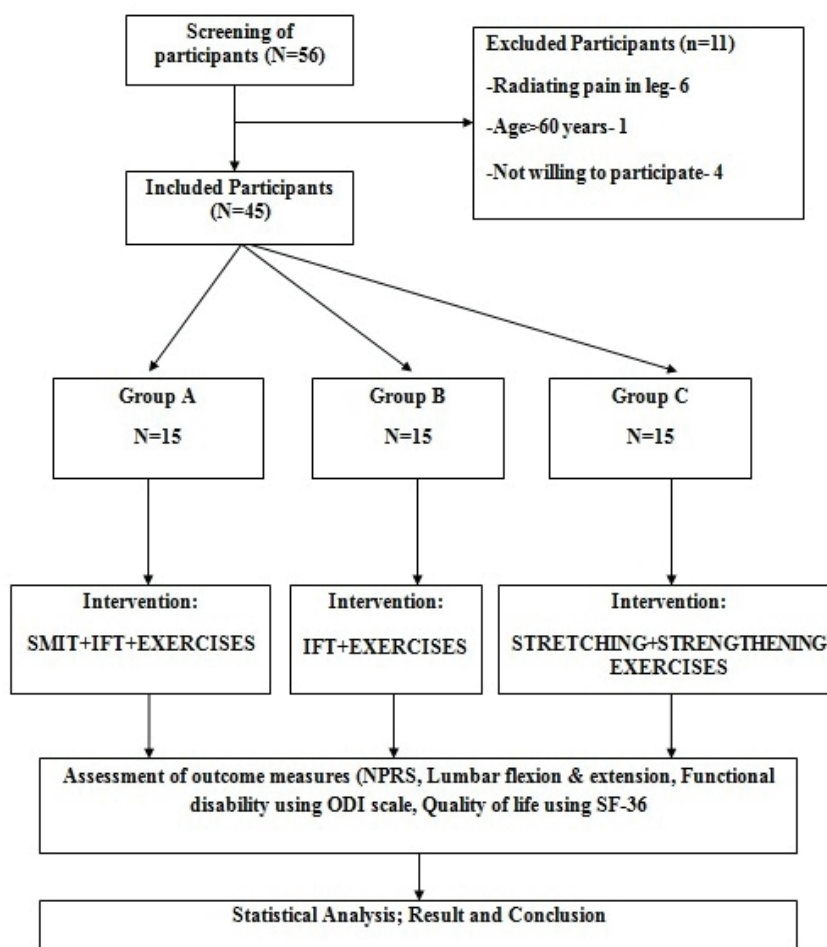 Screening of
participants (N=56)
Excluded Participants (n=11)
-Radiating pain in leg- 6
-Age>60 years- 1
-Not willing to participate- 4
Included Participants
(N=45)
Group A
N=15
Group B
N=15
Group C
N=15
Intervention:
SMIT+IFT+EXERCISES
Intervention:
IFT+EXERCISES
Intervention:
STRETCHING+STRENGTHENING
EXERCISES
Assessment of outcome measures (NPRS, Lumbar flexion & extension, Functional
disability using ODI scale, Quality of life using SF-36
Statistical Analysis; Result and Conclusion